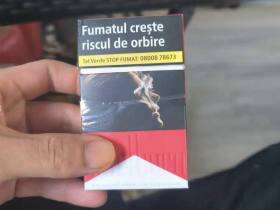 Fumatul crește
riscul de orbire
Tel Verde STOP FUMAT: 08008 78673